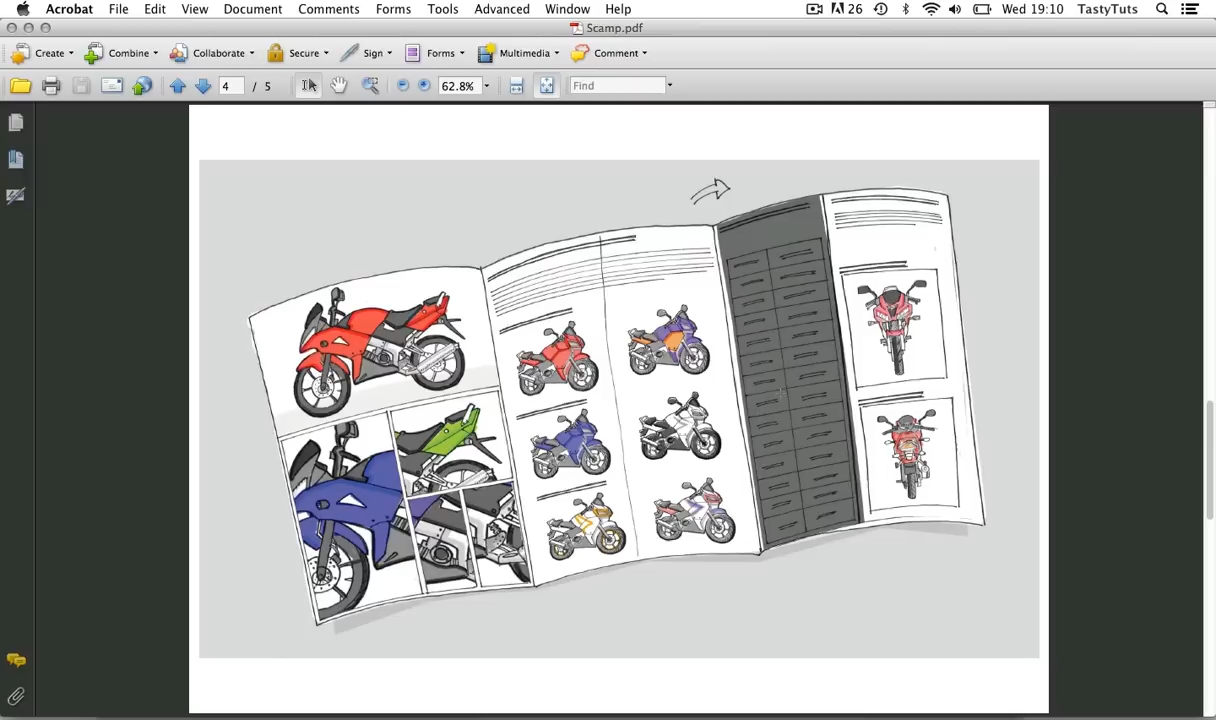 Acrobat File Edit View Window Document Comments Forms Tools Advanced Window Help 26 Wed 19:10 TastyTuts
Scamp.pdf
Create Combine Collaborate Secure Sign Forms Multimedia Comment
4 / 5 62.8% Find